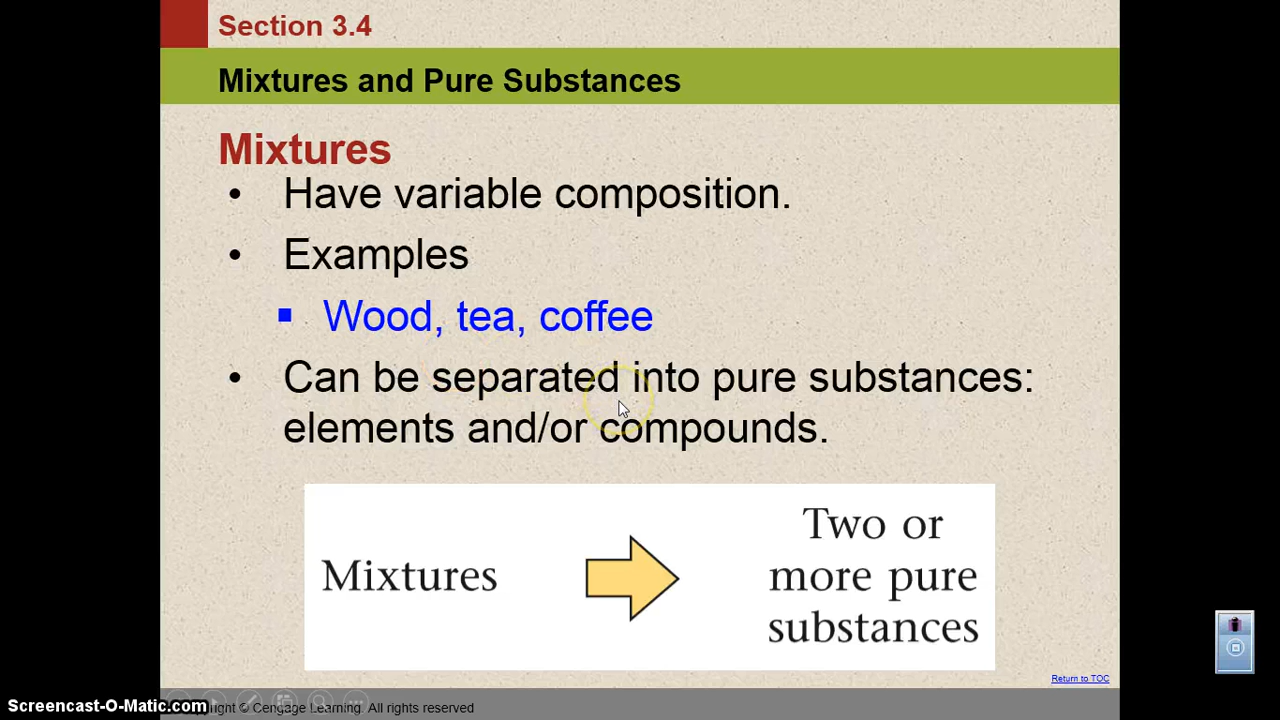 Section 3.4
Mixtures and Pure Substances
Mixtures
• Have variable composition.
• Examples
▪ Wood, tea, coffee
• Can be separated into pure substances:
elements and/or compounds.
Mixtures
Two or
more pure
substances
Return to TOC
Screencast-O-Matic.com
© Cengage Learning. All rights reserved